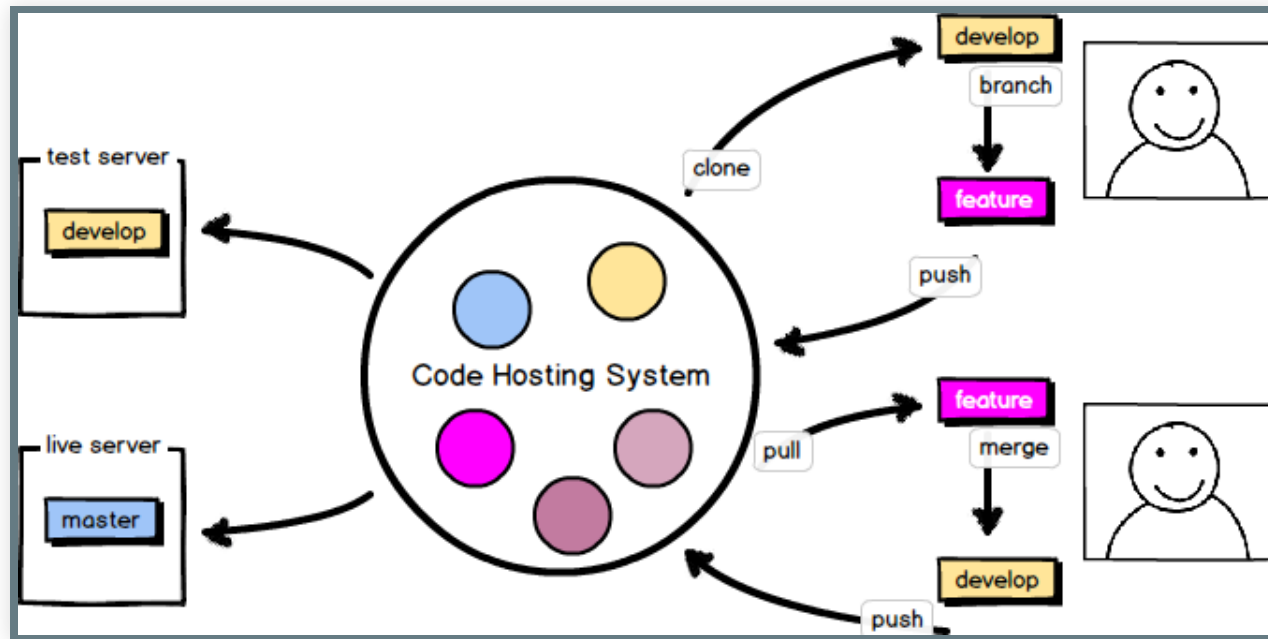 develop
branch
clone
test server
develop
feature
push
Code Hosting System
feature
pull
merge
live server
master
develop
push